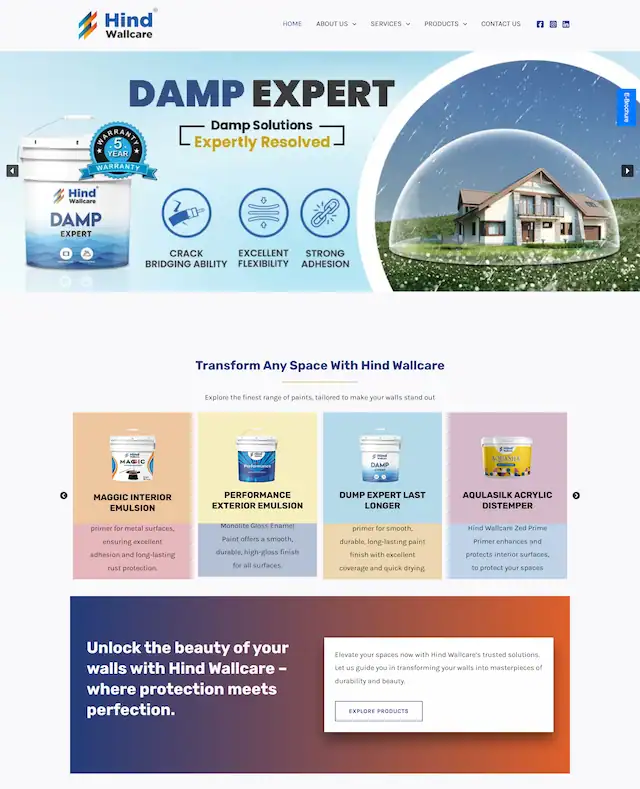 Hind
Wallcare
HOME
ABOUT US
SERVICES
PRODUCTS
CONTACT US
DAMP EXPERT
Damp Solutions
Expertly Resolved
E-Brochure
WARRANTY
5
YEAR
WARRANTY
Hind
Wallcare
DAMP
EXPERT
CRACK
BRIDGING ABILITY
EXCELLENT
FLEXIBILITY
STRONG
ADHESION
Transform Any Space With Hind Wallcare
Explore the finest range of paints, tailored to make your walls stand out
MAGGIC INTERIOR
EMULSION
primer for metal surfaces,
ensuring excellent
adhesion and long-lasting
rust protection.
Performance
PERFORMANCE
EXTERIOR EMULSION
Monolite Gloss Enamel
Paint offers a smooth,
durable, high-gloss finish
for all surfaces.
DAMP
DUMP EXPERT LAST
LONGER
primer for smooth,
durable, long-lasting paint
finish with excellent
coverage and quick drying.
AQULASILK ACRYLIC
DISTEMPER
Hind Wallcare Zed Prime
Primer enhances and
protects interior surfaces,
to protect your spaces
Unlock the beauty of your
walls with Hind Wallcare –
where protection meets
perfection.
Elevate your spaces now with Hind Wallcare's trusted solutions.
Let us guide you in transforming your walls into masterpieces of
durability and beauty.
EXPLORE PRODUCTS